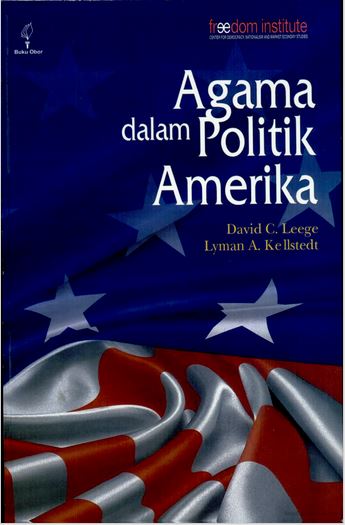 Buku Obor
freedom institute
CENTER FOR DEMOCRACY, NATIONALISM AND MARKET ECONOMY STUDIES
Agama
dalam Politik
Amerika
David C. Leege
Lyman A. Kellstedt